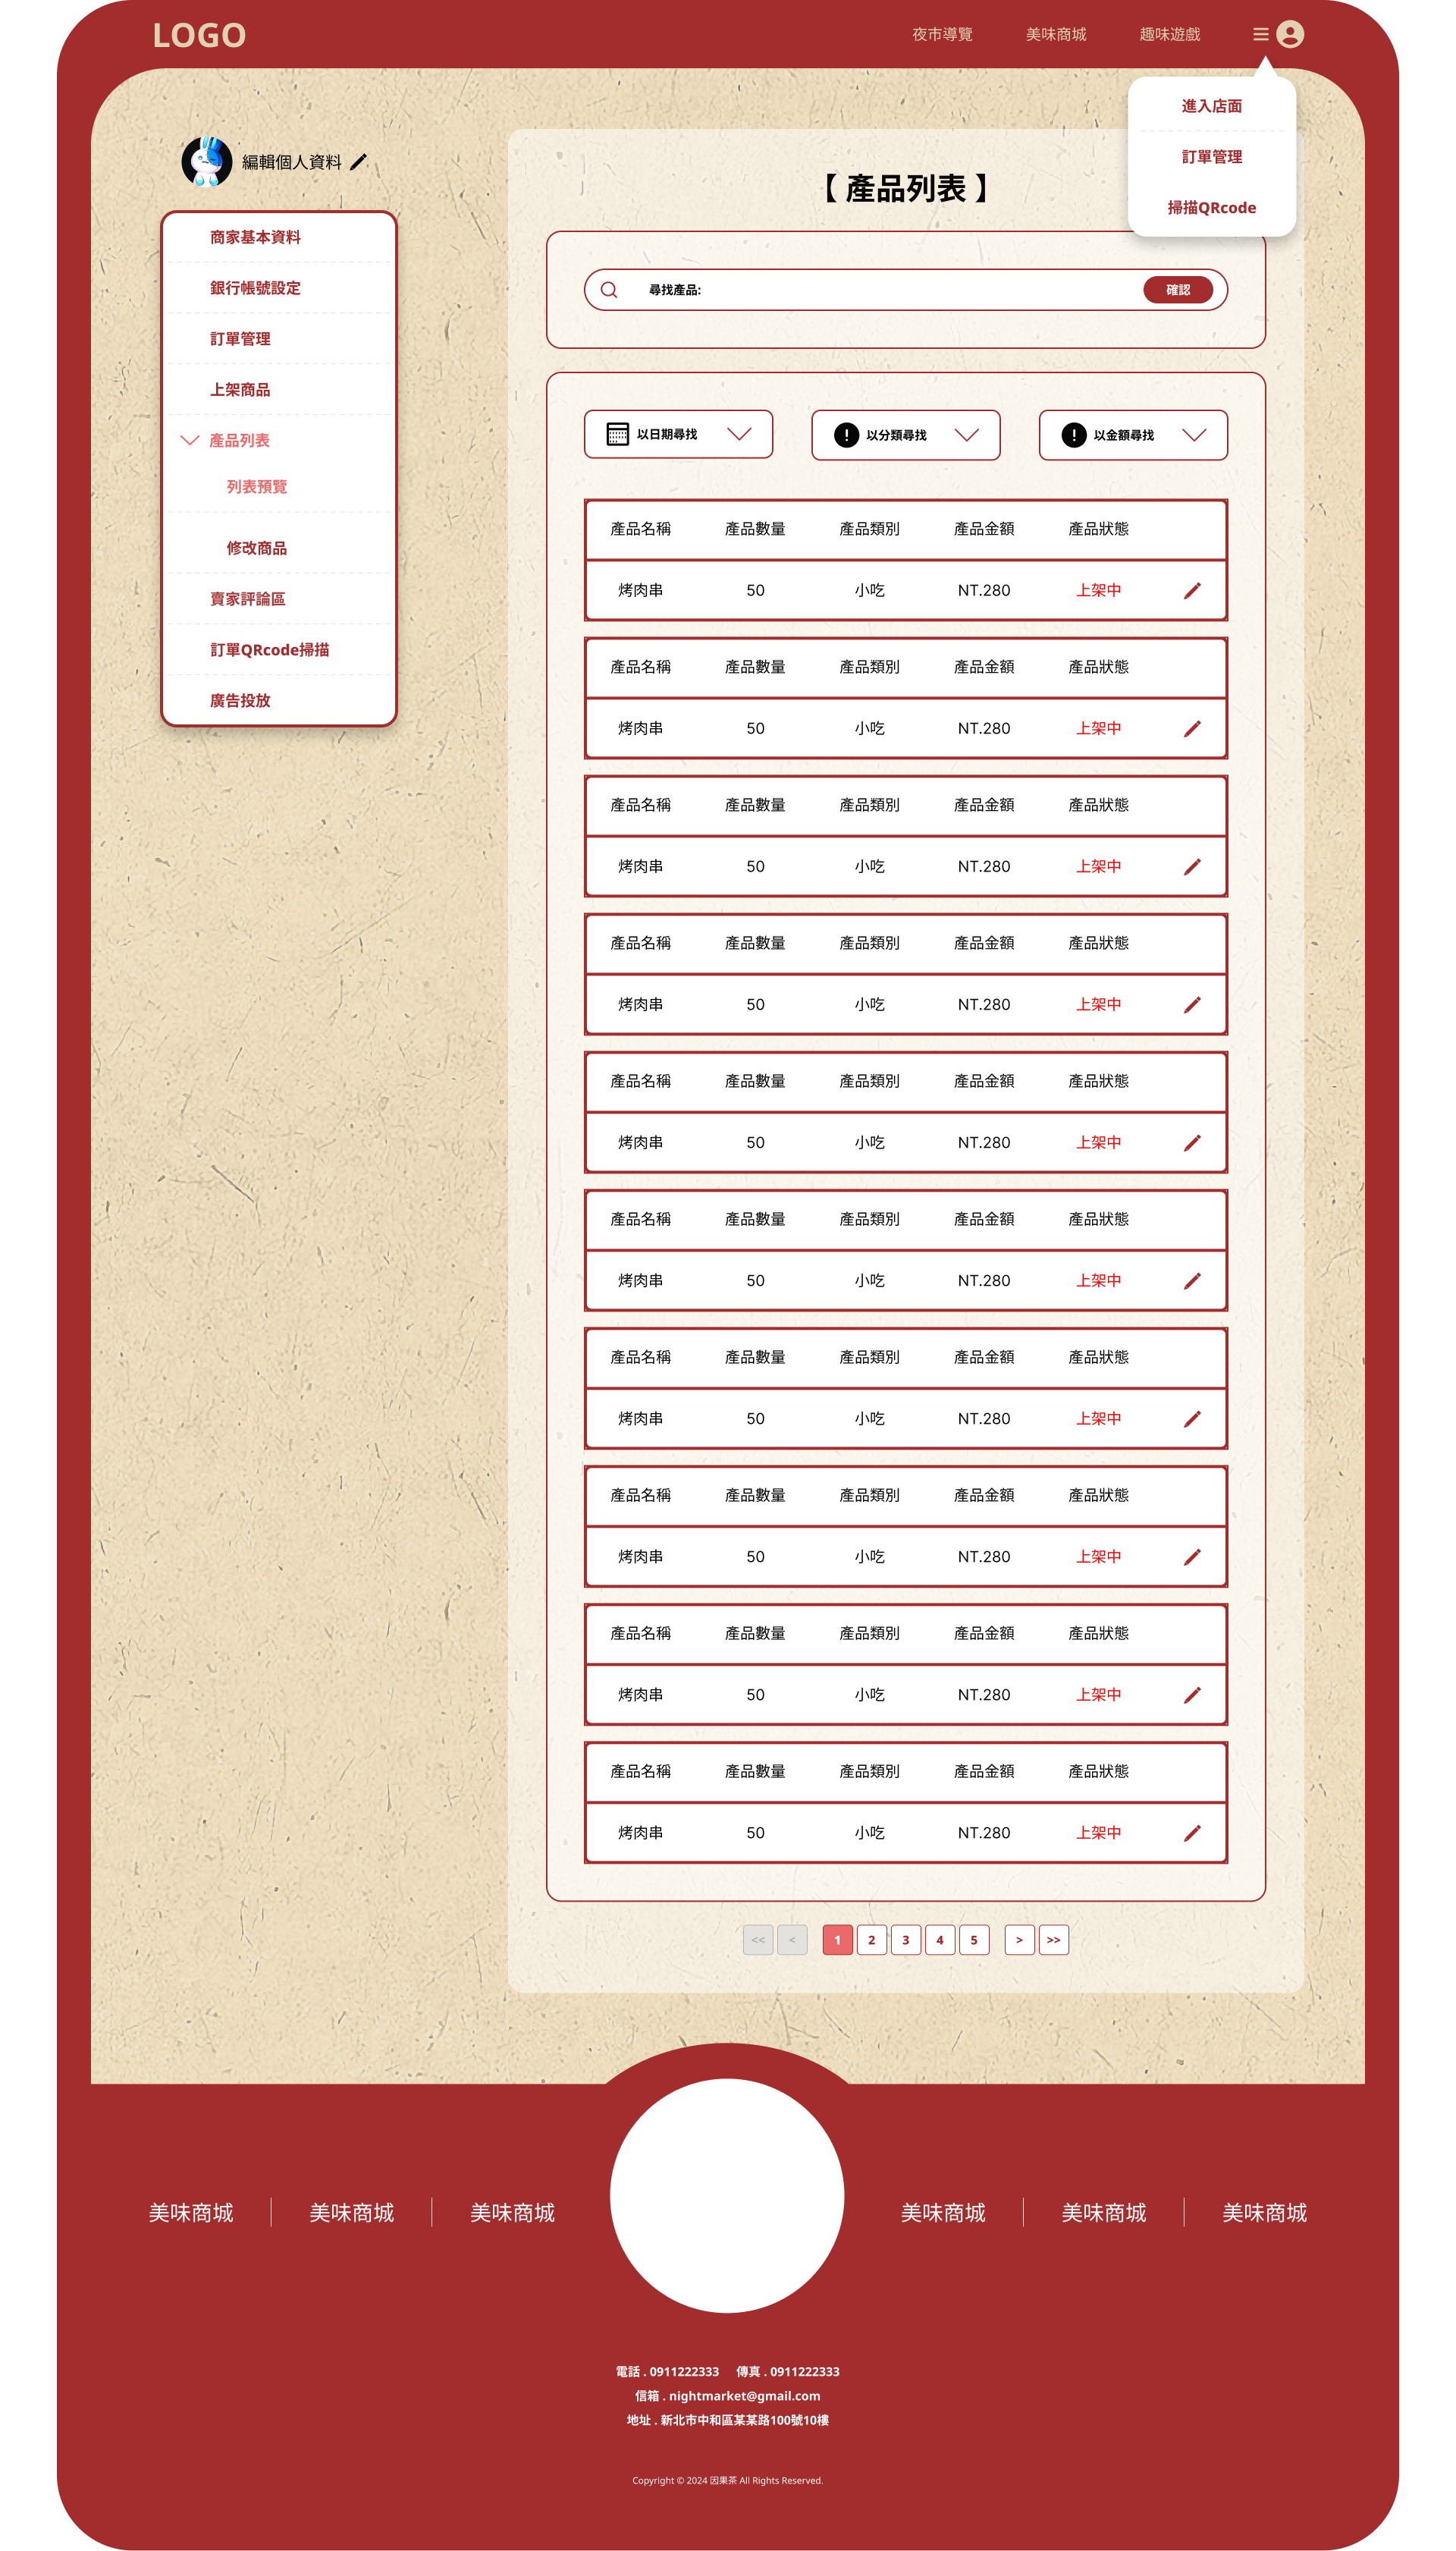 LOGO
夜市導覽 美味商城 趣味遊戲
進入店面
訂單管理
掃描QRcode
編輯個人資料
商家基本資料
銀行帳號設定
訂單管理
上架商品
產品列表
列表預覽
修改商品
賣家評論區
訂單QRcode掃描
廣告投放
【 產品列表 】
尋找產品: 確認
以日期尋找 以分類尋找 以金額尋找
產品名稱 產品數量 產品類別 產品金額 產品狀態
烤肉串 50 小吃 NT.280 上架中
產品名稱 產品數量 產品類別 產品金額 產品狀態
烤肉串 50 小吃 NT.280 上架中
產品名稱 產品數量 產品類別 產品金額 產品狀態
烤肉串 50 小吃 NT.280 上架中
產品名稱 產品數量 產品類別 產品金額 產品狀態
烤肉串 50 小吃 NT.280 上架中
產品名稱 產品數量 產品類別 產品金額 產品狀態
烤肉串 50 小吃 NT.280 上架中
產品名稱 產品數量 產品類別 產品金額 產品狀態
烤肉串 50 小吃 NT.280 上架中
產品名稱 產品數量 產品類別 產品金額 產品狀態
烤肉串 50 小吃 NT.280 上架中
產品名稱 產品數量 產品類別 產品金額 產品狀態
烤肉串 50 小吃 NT.280 上架中
產品名稱 產品數量 產品類別 產品金額 產品狀態
烤肉串 50 小吃 NT.280 上架中
產品名稱 產品數量 產品類別 產品金額 產品狀態
烤肉串 50 小吃 NT.280 上架中
<< < 1 2 3 4 5 > >>
美味商城 美味商城 美味商城 美味商城 美味商城 美味商城
電話 . 0911222333 傳真 . 0911222333
信箱 . nightmarket@gmail.com
地址 . 新北市中和區某某路100號10樓
Copyright © 2024 因果茶 All Rights Reserved.